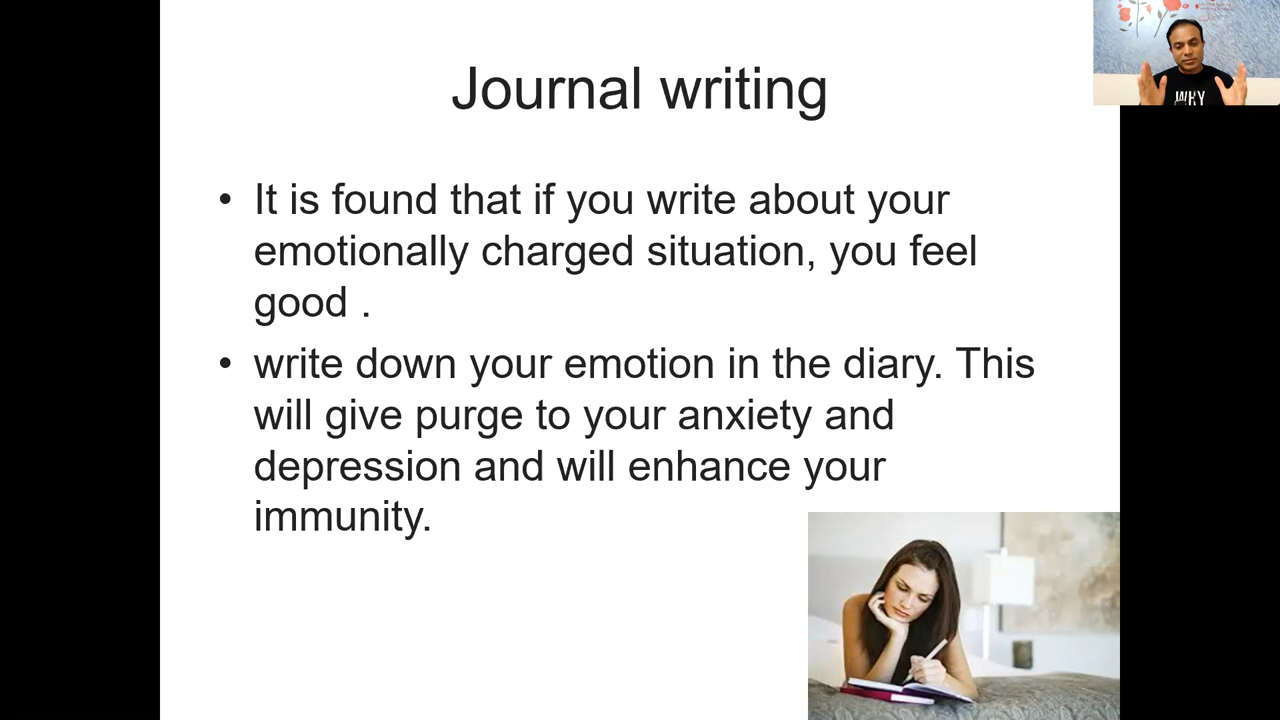 Journal writing
• It is found that if you write about your
emotionally charged situation, you feel
good .
• write down your emotion in the diary. This
will give purge to your anxiety and
depression and will enhance your
immunity.
WHY